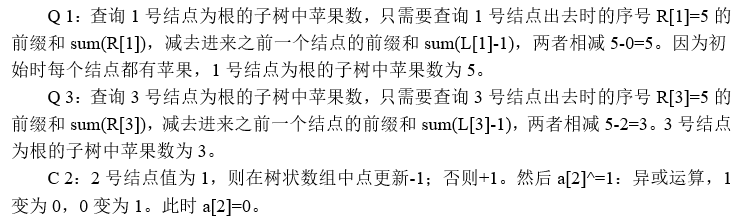 Q 1：查询 1 号结点为根的子树中苹果数，只需要查询 1 号结点出去时的序号 R[1]=5 的
前缀和 sum(R[1])，减去进来之前一个结点的前缀和 sum(L[1]-1)，两者相减 5-0=5。因为初
始时每个结点都有苹果，1 号结点为根的子树中苹果数为 5。
Q 3：查询 3 号结点为根的子树中苹果数，只需要查询 3 号结点出去时的序号 R[3]=5 的
前缀和 sum(R[3])，减去进来之前一个结点的前缀和 sum(L[3]-1)，两者相减 5-2=3。3 号结点
为根的子树中苹果数为 3。
C 2：2 号结点值为 1，则在树状数组中点更新-1；否则+1。然后 a[2]^=1：异或运算，1
变为 0，0 变为 1。此时 a[2]=0。